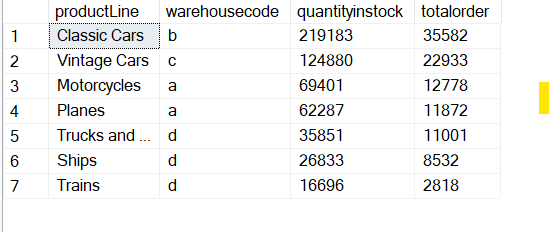 productLine warehousecode quantityinstock totalorder
1 Classic Cars b 219183 35582
2 Vintage Cars c 124880 22933
3 Motorcycles a 69401 12778
4 Planes a 62287 11872
5 Trucks and ... d 35851 11001
6 Ships d 26833 8532
7 Trains d 16696 2818